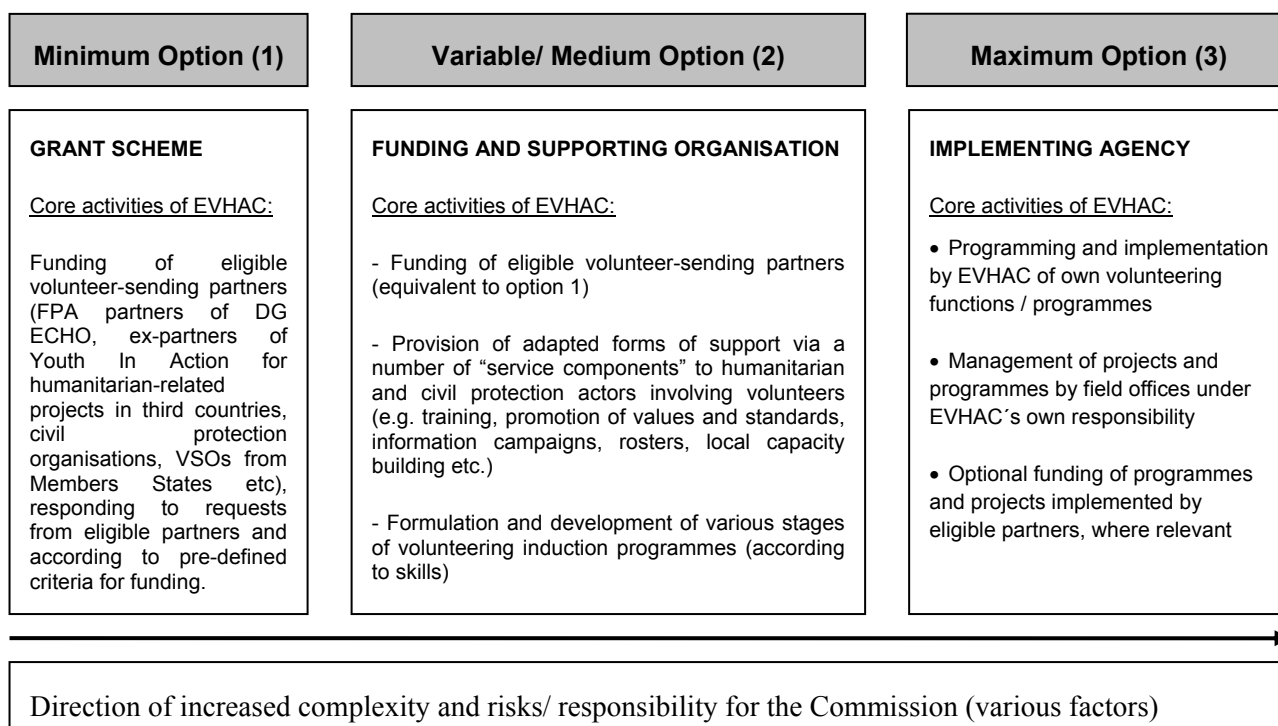 Minimum Option (1)
Variable/ Medium Option (2)
Maximum Option (3)
GRANT SCHEME
Core activities of EVHAC:
Funding of eligible
volunteer-sending partners
(FPA partners of DG
ECHO, ex-partners of
Youth In Action for
humanitarian-related
projects in third countries,
civil protection
organisations, VSOs from
Members States etc),
responding to requests
from eligible partners and
according to pre-defined
criteria for funding.
FUNDING AND SUPPORTING ORGANISATION
Core activities of EVHAC:
- Funding of eligible volunteer-sending partners
(equivalent to option 1)
- Provision of adapted forms of support via a
number of “service components” to humanitarian
and civil protection actors involving volunteers
(e.g. training, promotion of values and standards,
information campaigns, rosters, local capacity
building etc.)
- Formulation and development of various stages
of volunteering induction programmes (according
to skills)
IMPLEMENTING AGENCY
Core activities of EVHAC:
• Programming and implementation
by EVHAC of own volunteering
functions / programmes
• Management of projects and
programmes by field offices under
EVHAC´s own responsibility
• Optional funding of programmes
and projects implemented by
eligible partners, where relevant
Direction of increased complexity and risks/ responsibility for the Commission (various factors)